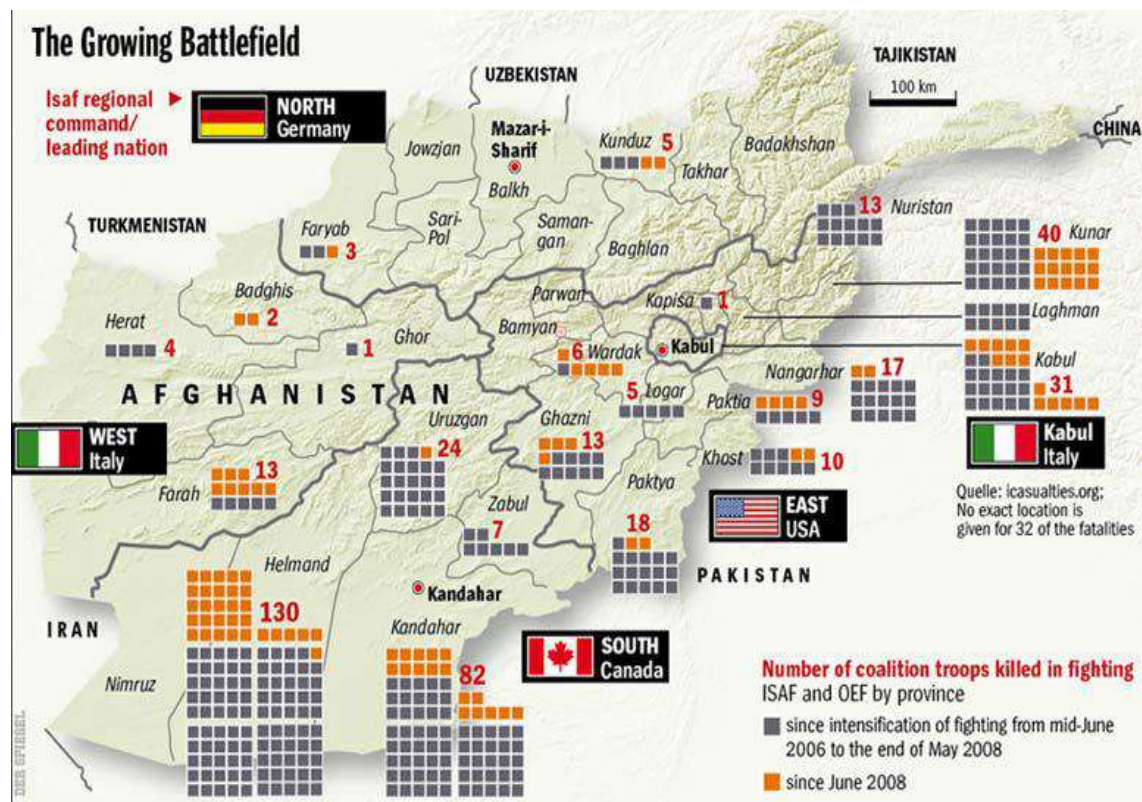 The Growing Battlefield
Isaf regional
command/
leading nation
NORTH
Germany
UZBEKISTAN
TAJIKISTAN
100 km
CHINA
Mazar-i-
Sharif
Jowzjan
Balkh
Kunduz 5
Takhar
Badakhshan
TURKMENISTAN
Faryab
3
Sari-
Pol
Saman-
gan
Baghlan
13 Nuristan
40 Kunar
Badghis
2
Parwan
Kapisa 1
Laghman
Herat
4
Ghor
1
Bamyan
6 Wardak
Kabul
Nangarhar 17
Kabul
31
AFGHANISTAN
5 Logar
Paktia 9
Uruzgan
24
Ghazni
13
WEST
Italy
Kabul
Italy
Khost 10
Farah
13
Paktya
18
Zabul
7
EAST
USA
Quelle: icasualties.org;
No exact location is
given for 32 of the fatalities
Helmand
130
Kandahar
PAKISTAN
IRAN
Kandahar
82
SOUTH
Canada
Nimruz
Number of coalition troops killed in fighting
ISAF and OEF by province
since intensification of fighting from mid-June
2006 to the end of May 2008
since June 2008
DER SPIEGEL